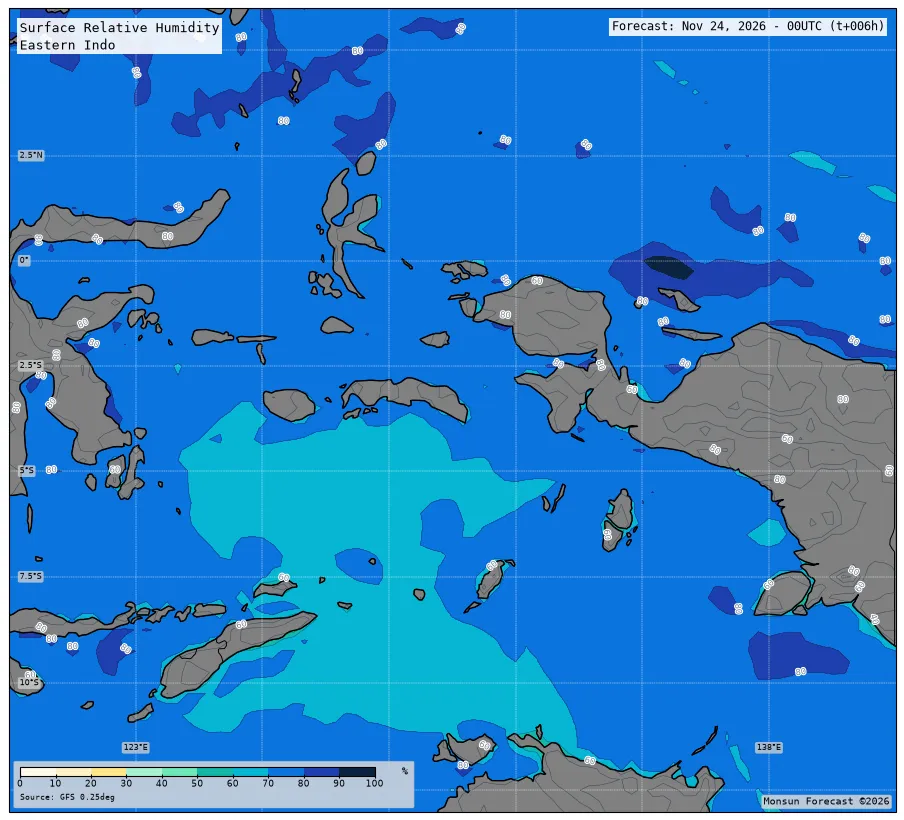 Surface Relative Humidity
Eastern Indo
Forecast: Nov 24, 2026 - 00UTC (t+006h)
2.5°N
0°
2.5°S
5°S
7.5°S
10°S
123°E
138°E
0 10 20 30 40 50 60 70 80 90 100 %
Source: GFS 0.25deg
Monsun Forecast ©2026